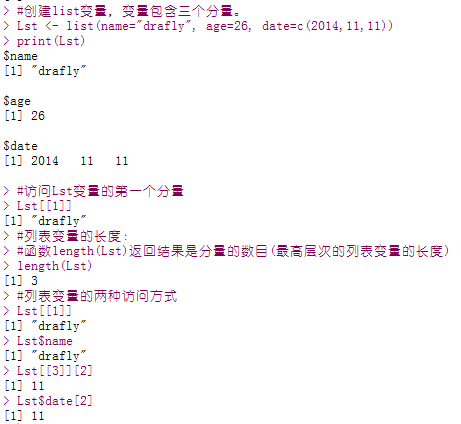 > #创建list变量，变量包含三个分量。
> Lst <- list(name="drafly", age=26, date=c(2014,11,11))
> print(Lst)
$name
[1] "drafly"
$age
[1] 26
$date
[1] 2014   11   11
> #访问Lst变量的第一个分量
> Lst[[1]]
[1] "drafly"
> #列表变量的长度：
> #函数length(Lst)返回结果是分量的数目(最高层次的列表变量的长度)
> length(Lst)
[1] 3
> #列表变量的两种访问方式
> Lst[[1]]
[1] "drafly"
> Lst$name
[1] "drafly"
> Lst[[3]][2]
[1] 11
> Lst$date[2]
[1] 11